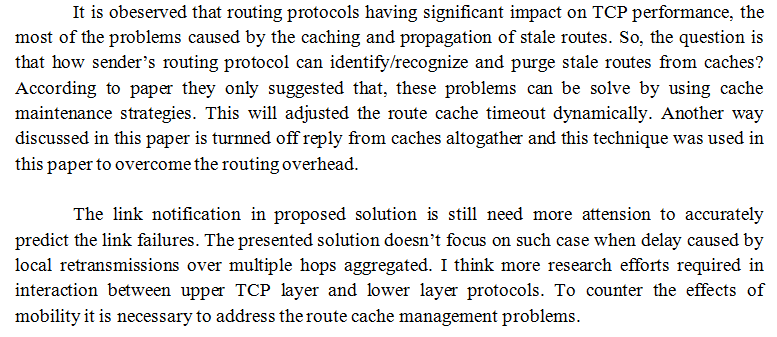 It is obeserved that routing protocols having significant impact on TCP performance, the
most of the problems caused by the caching and propagation of stale routes. So, the question is
that how sender's routing protocol can identify/recognize and purge stale routes from caches?
According to paper they only suggested that, these problems can be solve by using cache
maintenance strategies. This will adjusted the route cache timeout dynamically. Another way
discussed in this paper is turnned off reply from caches altogather and this technique was used in
this paper to overcome the routing overhead.
The link notification in proposed solution is still need more attension to accurately
predict the link failures. The presented solution doesn't focus on such case when delay caused by
local retransmissions over multiple hops aggregated. I think more research efforts required in
interaction between upper TCP layer and lower layer protocols. To counter the effects of
mobility it is necessary to address the route cache management problems.